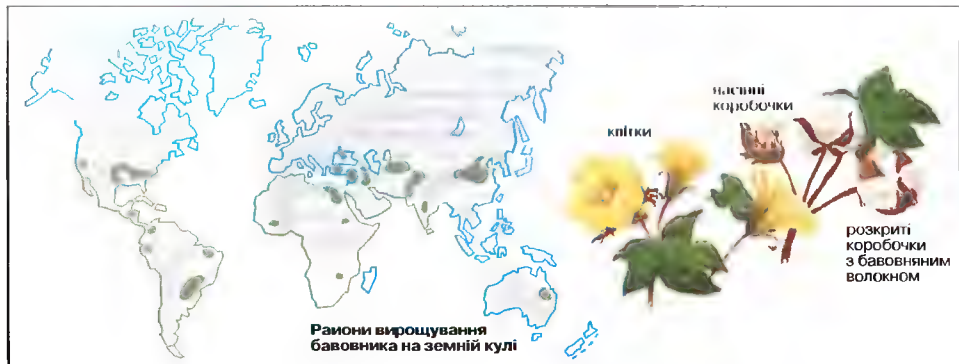 квітки
насінні
коробочки
розкриті
коробочки
з бавовняним
волокном
Райони вирощування
бавовника на земній кулі